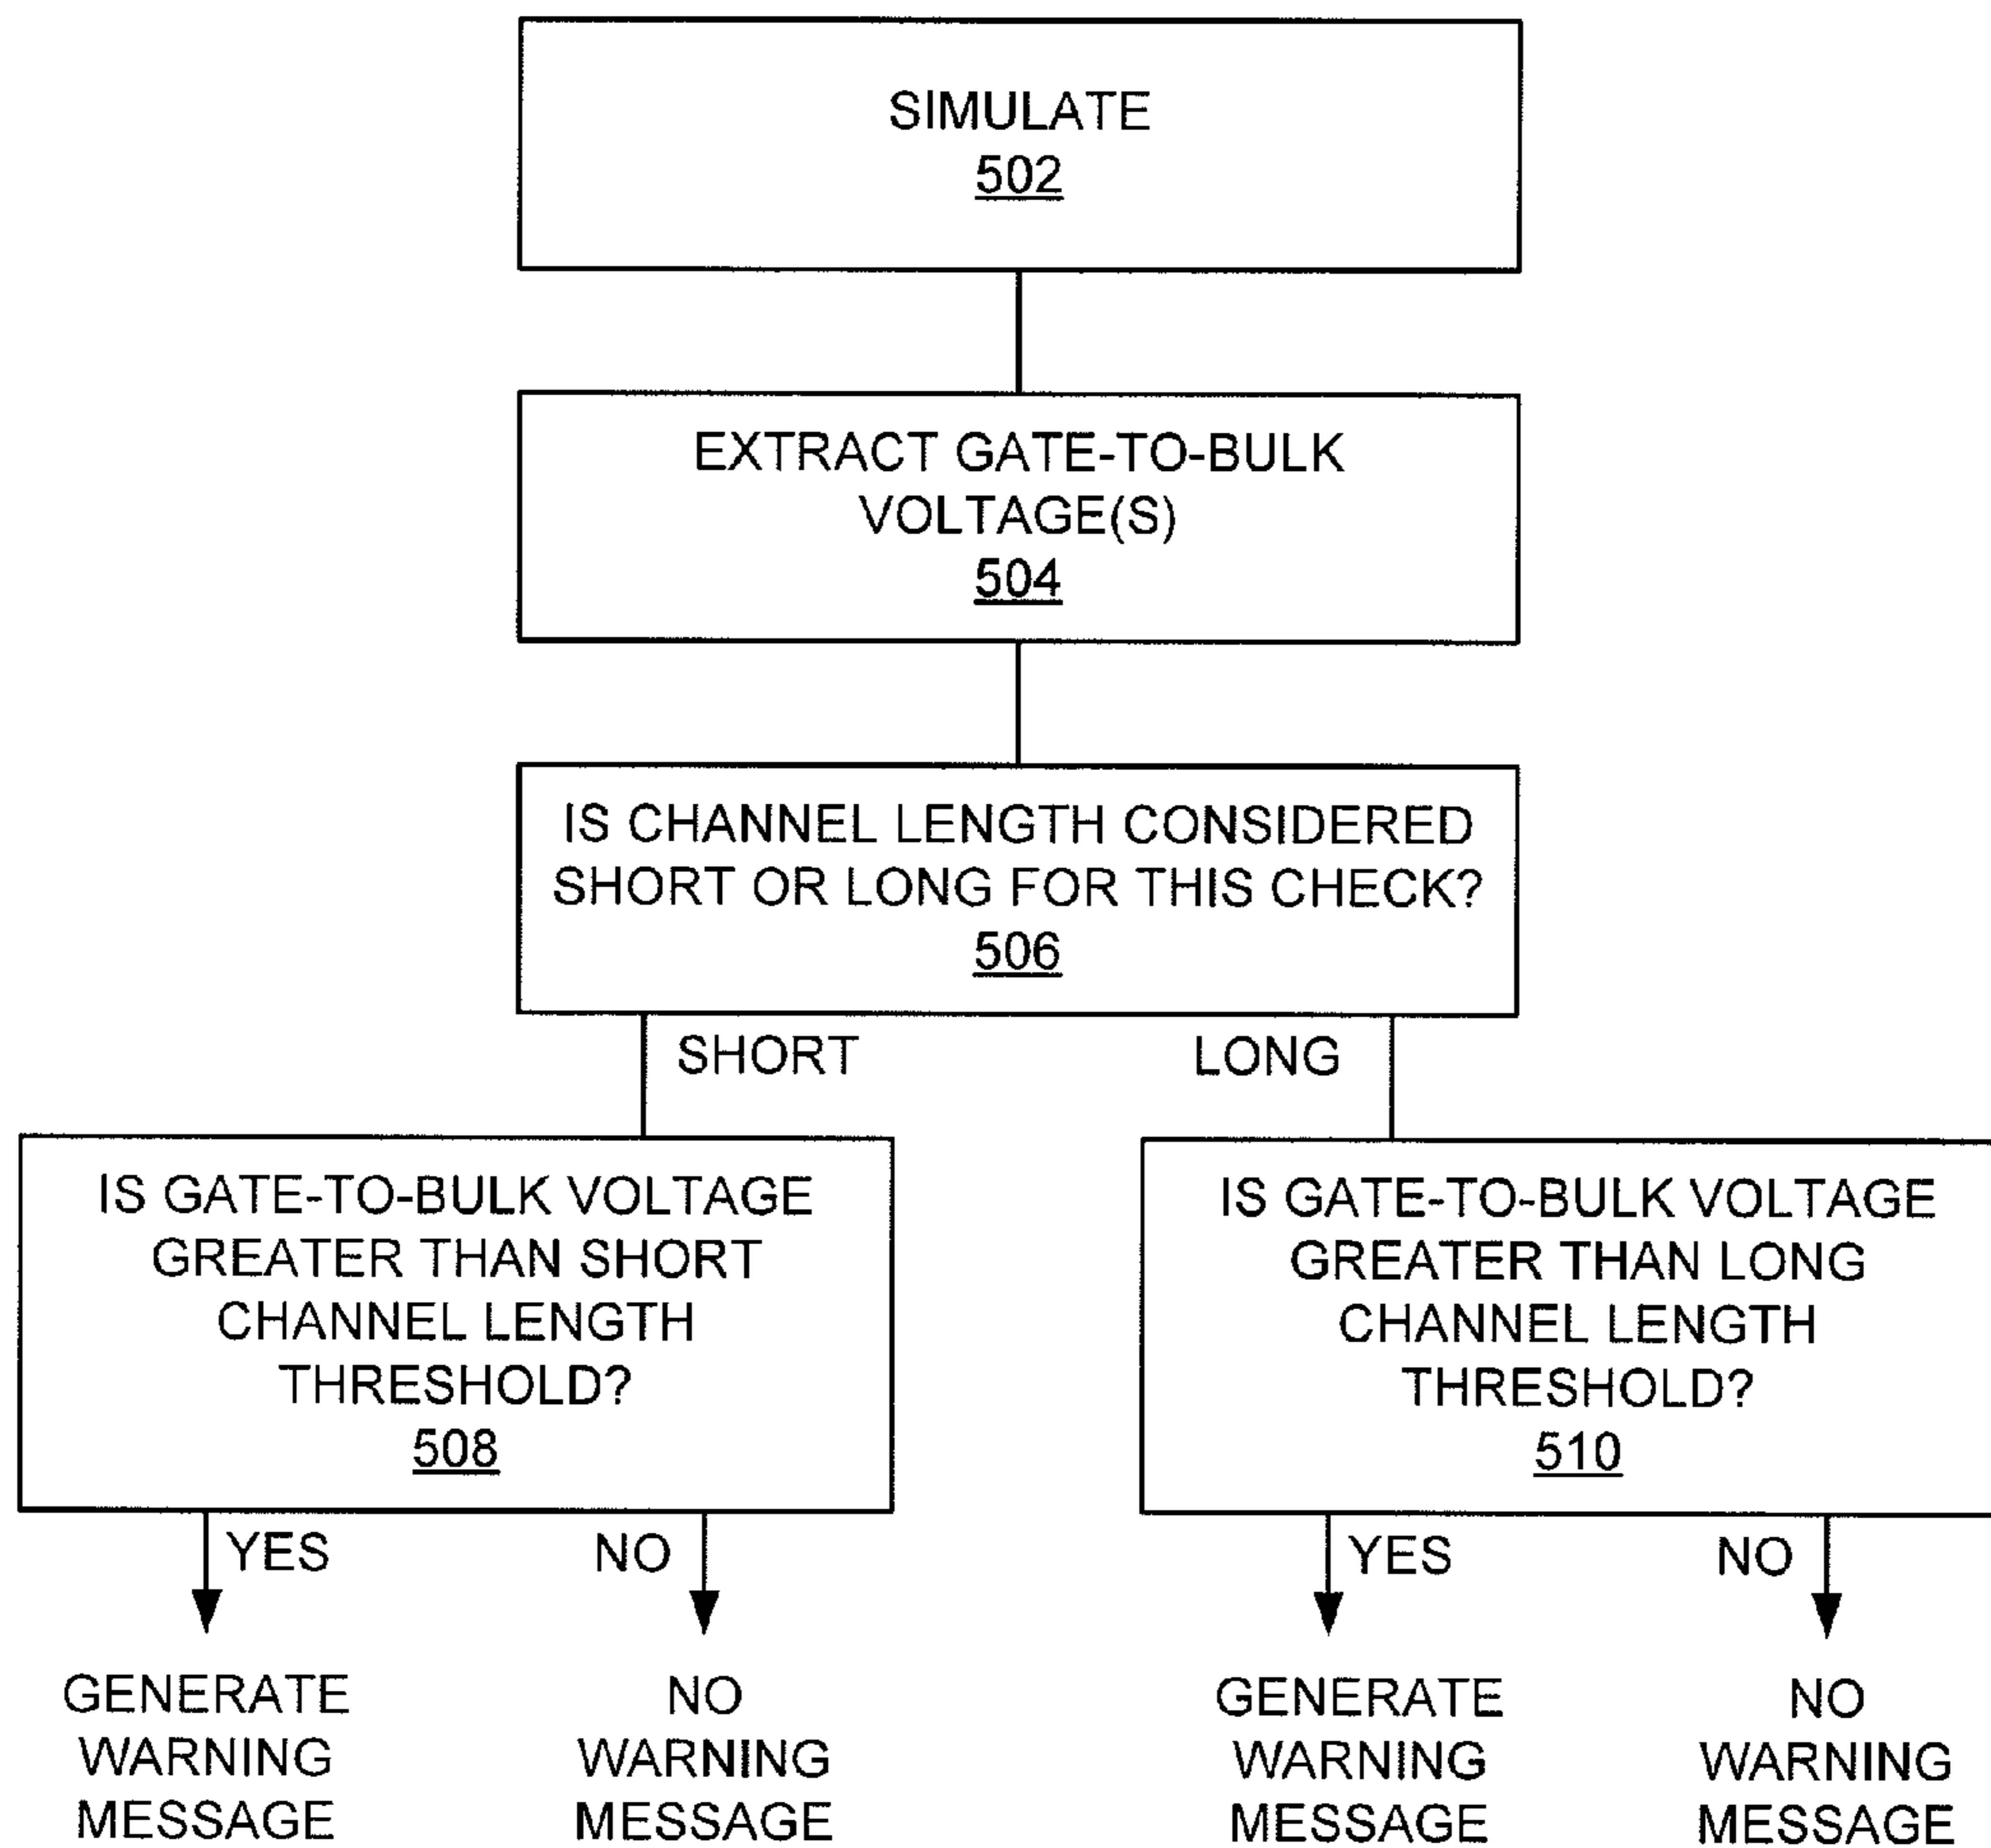 SIMULATE
502
EXTRACT GATE-TO-BULK
VOLTAGE(S)
504
IS CHANNEL LENGTH CONSIDERED
SHORT OR LONG FOR THIS CHECK?
506
SHORT
LONG
IS GATE-TO-BULK VOLTAGE
GREATER THAN SHORT
CHANNEL LENGTH
THRESHOLD?
508
IS GATE-TO-BULK VOLTAGE
GREATER THAN LONG
CHANNEL LENGTH
THRESHOLD?
510
YES
NO
YES
NO
GENERATE
WARNING
MESSAGE
NO
WARNING
MESSAGE
GENERATE
WARNING
MESSAGE
NO
WARNING
MESSAGE